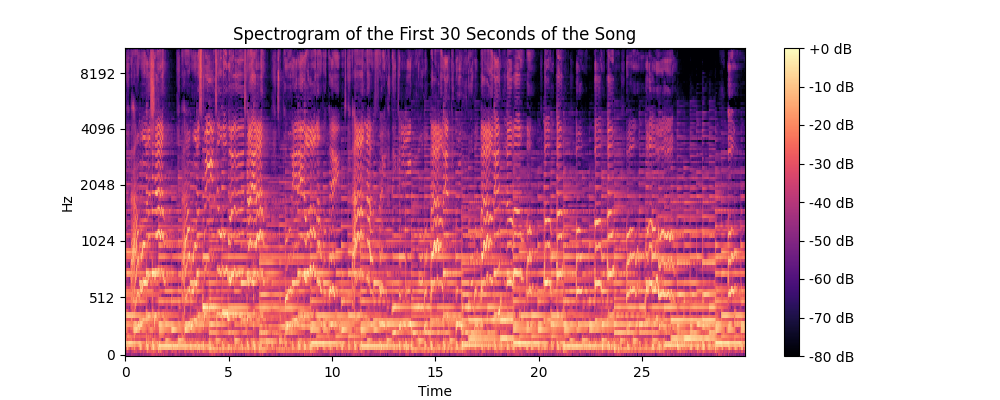 Spectrogram of the First 30 Seconds of the Song
Hz
8192
4096
2048
1024
512
0
0 5 10 15 20 25
Time
+0 dB
-10 dB
-20 dB
-30 dB
-40 dB
-50 dB
-60 dB
-70 dB
-80 dB